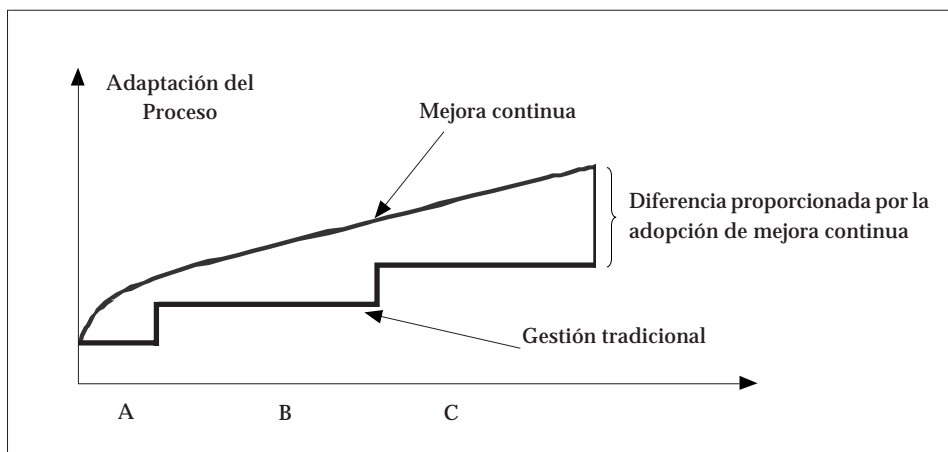 Adaptación del
Proceso
Mejora continua
Diferencia proporcionada por la
adopción de mejora continua
Gestión tradicional
A
B
C